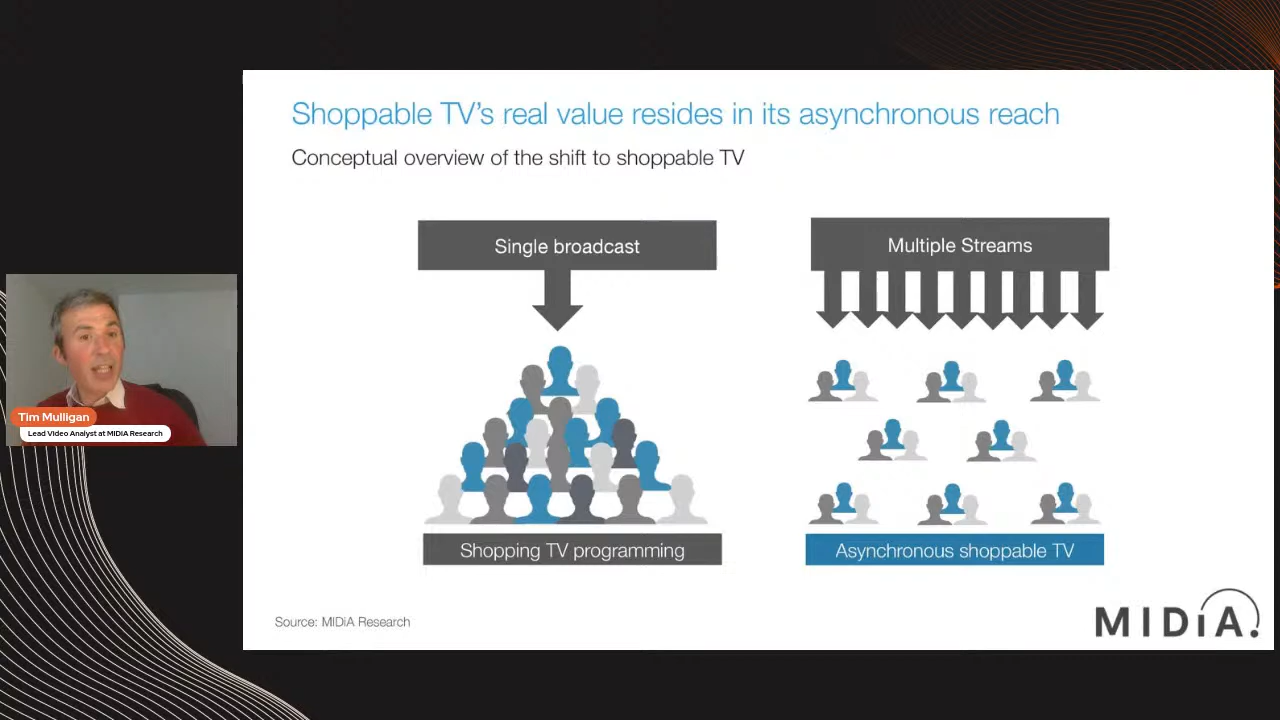 Shoppable TV's real value resides in its asynchronous reach
Conceptual overview of the shift to shoppable TV
Single broadcast
Multiple Streams
Tim Mulligan
Lead Video Analyst at MIDiA Research
Shopping TV programming
Asynchronous shoppable TV
Source: MIDiA Research
MIDiA.